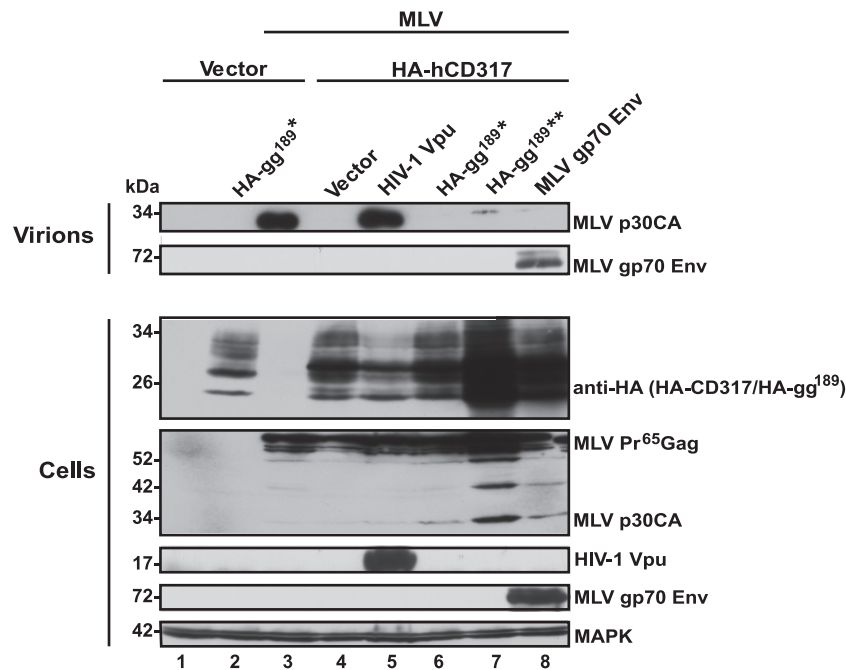 MLV
Vector HA-hCD317
HA-gg189* Vector HIV-1 Vpu HA-gg189* HA-gg189** MLV gp70 Env
kDa
Virions
34 MLV p30CA
72 MLV gp70 Env
Cells
34
26 anti-HA (HA-CD317/HA-gg189)
MLV Pr65Gag
52
42
34 MLV p30CA
17 HIV-1 Vpu
72 MLV gp70 Env
42 MAPK
1 2 3 4 5 6 7 8